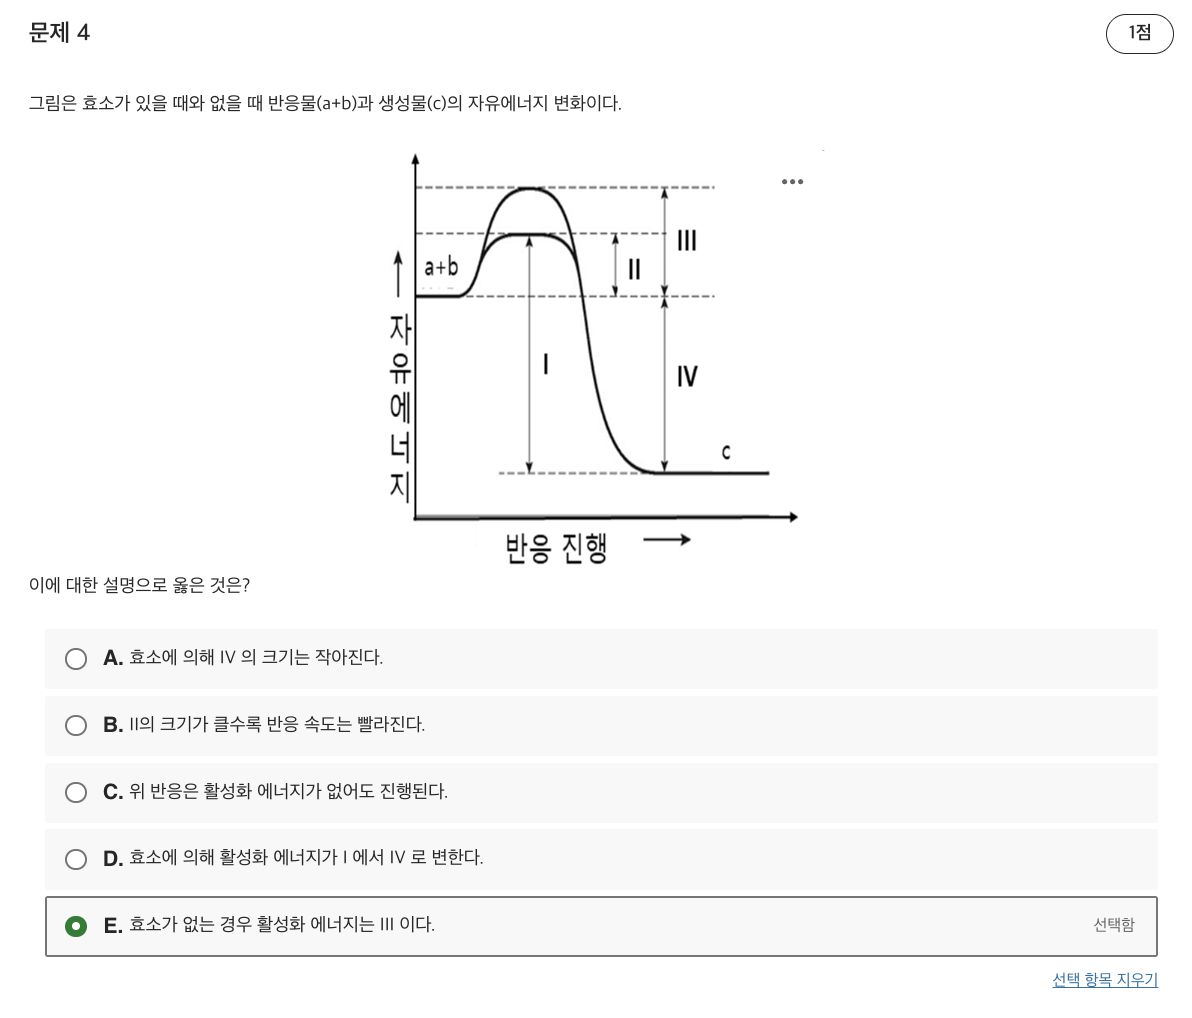 문제 4
1점
그림은 효소가 있을 때와 없을 때 반응물(a+b)과 생성물(c)의 자유에너지 변화이다.
자유에너지
a+b
I
II
III
IV
c
반응 진행
이에 대한 설명으로 옳은 것은?
A. 효소에 의해 IV 의 크기는 작아진다.
B. II의 크기가 클수록 반응 속도는 빨라진다.
C. 위 반응은 활성화 에너지가 없어도 진행된다.
D. 효소에 의해 활성화 에너지가 I 에서 IV 로 변한다.
E. 효소가 없는 경우 활성화 에너지는 III 이다.
선택함
선택 항목 지우기